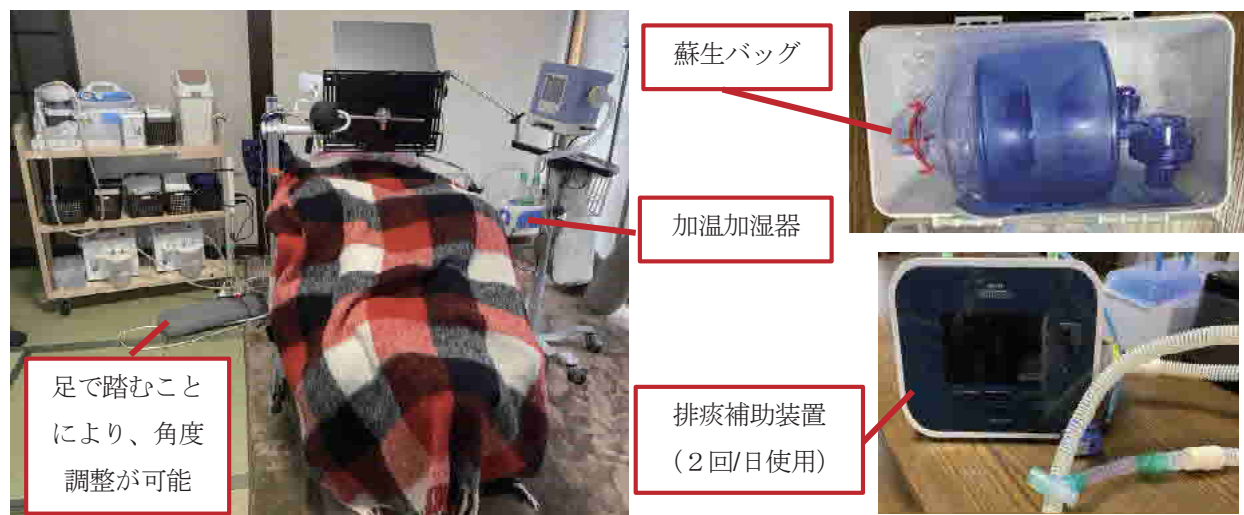 蘇生バッグ
加温加湿器
足で踏むこと
により、角度
調整が可能
排痰補助装置
(２回/日使用)